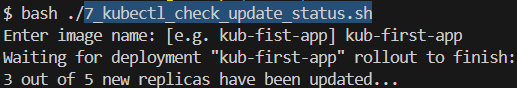 $ bash ./7_kubectl_check_update_status.sh
Enter image name: [e.g. kub-fist-app] kub-first-app
Waiting for deployment "kub-first-app" rollout to finish:
3 out of 5 new replicas have been updated...